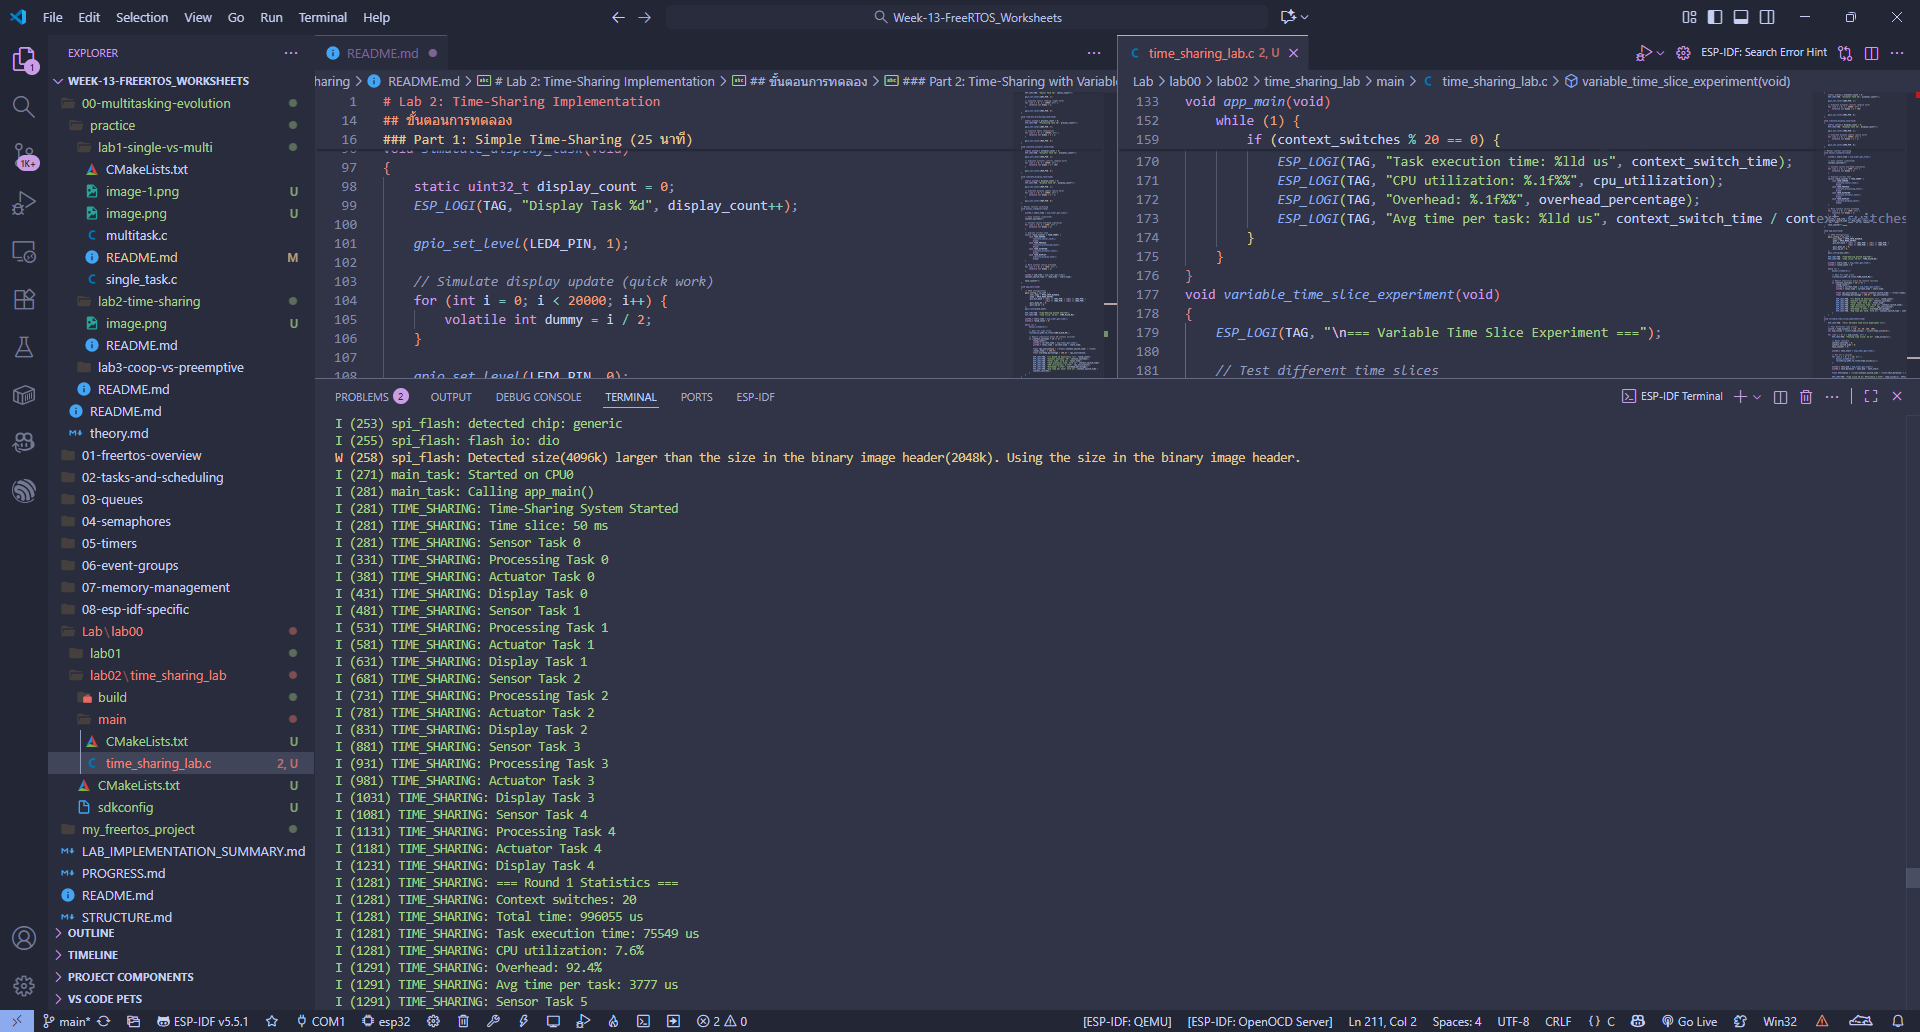 File Edit Selection View Go Run Terminal Help
Week-13-FreeRTOS_Worksheets
EXPLORER
WEEK-13-FREERTOS_WORKSHEETS
00-multitasking-evolution
practice
lab1-single-vs-multi
CMakeLists.txt
image-1.png U
image.png U
multitask.c
README.md M
single_task.c
lab2-time-sharing
image.png U
README.md
lab3-coop-vs-preemptive
README.md
README.md
theory.md
01-freertos-overview
02-tasks-and-scheduling
03-queues
04-semaphores
05-timers
06-event-groups
07-memory-management
08-esp-idf-specific
Lab\lab00
lab01
lab02\time_sharing_lab
build
main
CMakeLists.txt U
time_sharing_lab.c 2, U
CMakeLists.txt U
sdkconfig U
my_freertos_project
LAB_IMPLEMENTATION_SUMMARY.md
PROGRESS.md
README.md
STRUCTURE.md
OUTLINE
TIMELINE
PROJECT COMPONENTS
VS CODE PETS
1
1K+
README.md
haring > README.md > # Lab 2: Time-Sharing Implementation > ## ขั้นตอนการทดลอง > ### Part 2: Time-Sharing with Variabl
1 # Lab 2: Time-Sharing Implementation
14 ## ขั้นตอนการทดลอง
16 ### Part 1: Simple Time-Sharing (25 นาที)
void simulate_display_task(void)
97 {
98 static uint32_t display_count = 0;
99 ESP_LOGI(TAG, "Display Task %d", display_count++);
100
101 gpio_set_level(LED4_PIN, 1);
102
103 // Simulate display update (quick work)
104 for (int i = 0; i < 20000; i++) {
105 volatile int dummy = i / 2;
106 }
107
108 gpio_set_level(LED4_PIN, 0);
time_sharing_lab.c 2, U
ESP-IDF: Search Error Hint
Lab > lab00 > lab02 > time_sharing_lab > main > time_sharing_lab.c > variable_time_slice_experiment(void)
133 void app_main(void)
152 while (1) {
159 if (context_switches % 20 == 0) {
170 ESP_LOGI(TAG, "Task execution time: %lld us", context_switch_time);
171 ESP_LOGI(TAG, "CPU utilization: %.1f%%", cpu_utilization);
172 ESP_LOGI(TAG, "Overhead: %.1f%%", overhead_percentage);
173 ESP_LOGI(TAG, "Avg time per task: %lld us", context_switch_time / context_switches
174 }
175 }
176 }
177 void variable_time_slice_experiment(void)
178 {
179 ESP_LOGI(TAG, "\n=== Variable Time Slice Experiment ===");
180
181 // Test different time slices
PROBLEMS 2 OUTPUT DEBUG CONSOLE TERMINAL PORTS ESP-IDF
ESP-IDF Terminal
I (253) spi_flash: detected chip: generic
I (255) spi_flash: flash io: dio
W (258) spi_flash: Detected size(4096k) larger than the size in the binary image header(2048k). Using the size in the binary image header.
I (271) main_task: Started on CPU0
I (281) main_task: Calling app_main()
I (281) TIME_SHARING: Time-Sharing System Started
I (281) TIME_SHARING: Time slice: 50 ms
I (281) TIME_SHARING: Sensor Task 0
I (331) TIME_SHARING: Processing Task 0
I (381) TIME_SHARING: Actuator Task 0
I (431) TIME_SHARING: Display Task 0
I (481) TIME_SHARING: Sensor Task 1
I (531) TIME_SHARING: Processing Task 1
I (581) TIME_SHARING: Actuator Task 1
I (631) TIME_SHARING: Display Task 1
I (681) TIME_SHARING: Sensor Task 2
I (731) TIME_SHARING: Processing Task 2
I (781) TIME_SHARING: Actuator Task 2
I (831) TIME_SHARING: Display Task 2
I (881) TIME_SHARING: Sensor Task 3
I (931) TIME_SHARING: Processing Task 3
I (981) TIME_SHARING: Actuator Task 3
I (1031) TIME_SHARING: Display Task 3
I (1081) TIME_SHARING: Sensor Task 4
I (1131) TIME_SHARING: Processing Task 4
I (1181) TIME_SHARING: Actuator Task 4
I (1231) TIME_SHARING: Display Task 4
I (1281) TIME_SHARING: === Round 1 Statistics ===
I (1281) TIME_SHARING: Context switches: 20
I (1281) TIME_SHARING: Total time: 996055 us
I (1281) TIME_SHARING: Task execution time: 75549 us
I (1281) TIME_SHARING: CPU utilization: 7.6%
I (1291) TIME_SHARING: Overhead: 92.4%
I (1291) TIME_SHARING: Avg time per task: 3777 us
I (1291) TIME_SHARING: Sensor Task 5
main* ESP-IDF v5.5.1 COM1 esp32 2 0 [ESP-IDF: QEMU] [ESP-IDF: OpenOCD Server] Ln 211, Col 2 Spaces: 4 UTF-8 CRLF { } C Go Live Win32